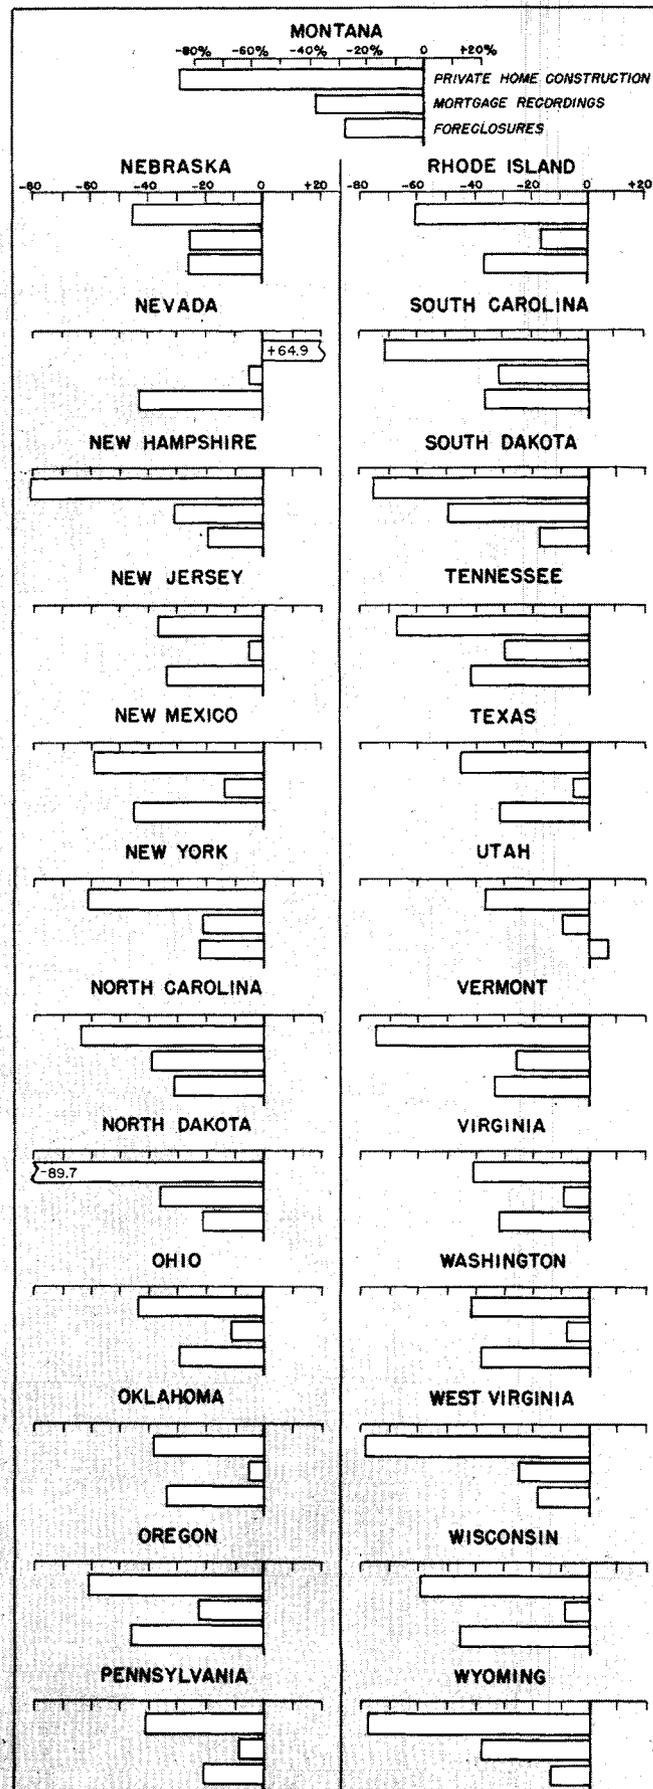 MONTANA
-80% -60% -40% -20% 0 +20%
PRIVATE HOME CONSTRUCTION
MORTGAGE RECORDINGS
FORECLOSURES
NEBRASKA RHODE ISLAND
-80 -60 -40 -20 0 +20 -80 -60 -40 -20 0 +20
NEVADA SOUTH CAROLINA
+64.9
NEW HAMPSHIRE SOUTH DAKOTA
NEW JERSEY TENNESSEE
NEW MEXICO TEXAS
NEW YORK UTAH
NORTH CAROLINA VERMONT
NORTH DAKOTA VIRGINIA
-89.7
OHIO WASHINGTON
OKLAHOMA WEST VIRGINIA
OREGON WISCONSIN
PENNSYLVANIA WYOMING